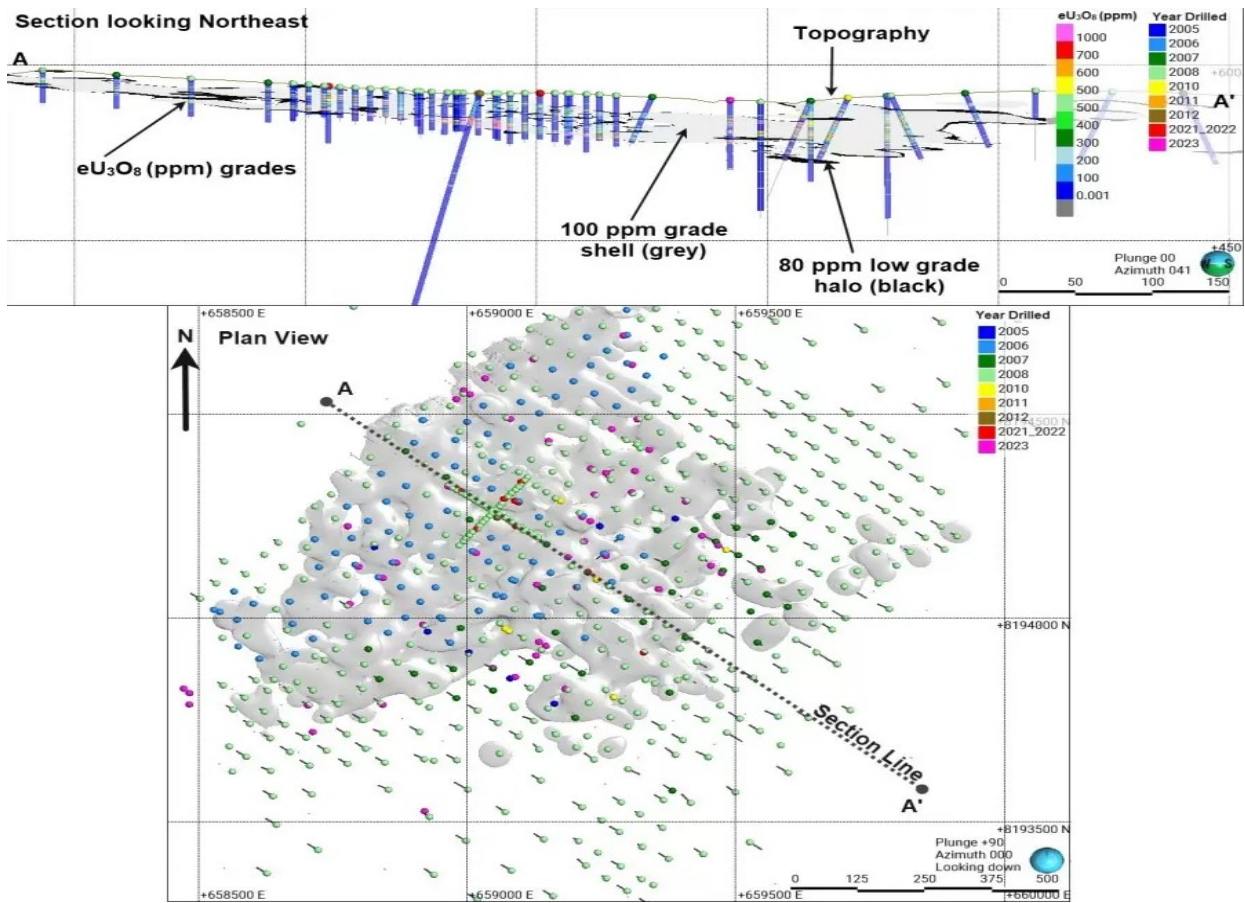 Section looking Northeast
A
eU₃O₈ (ppm) grades
100 ppm grade
shell (grey)
80 ppm low grade
halo (black)
Topography
A'
eU₃O₈ (ppm)
1000
700
600
500
500
400
300
200
100
0.001
Year Drilled
2005
2006
2007
2008
2010
2011
2012
2021_2022
2023
+600
+450
Plunge 00
Azimuth 041
N S
0 50 100 150
+658500 E
+659000 E
+659500 E
N
Plan View
A
Section Line
A'
Year Drilled
2005
2006
2007
2008
2010
2011
2012
2021_2022
2023
+8194500 N
+8194000 N
+8193500 N
Plunge +90
Azimuth 000
Looking down
0 125 250 375 500
+658500 E
+659000 E
+659500 E
+660000 E